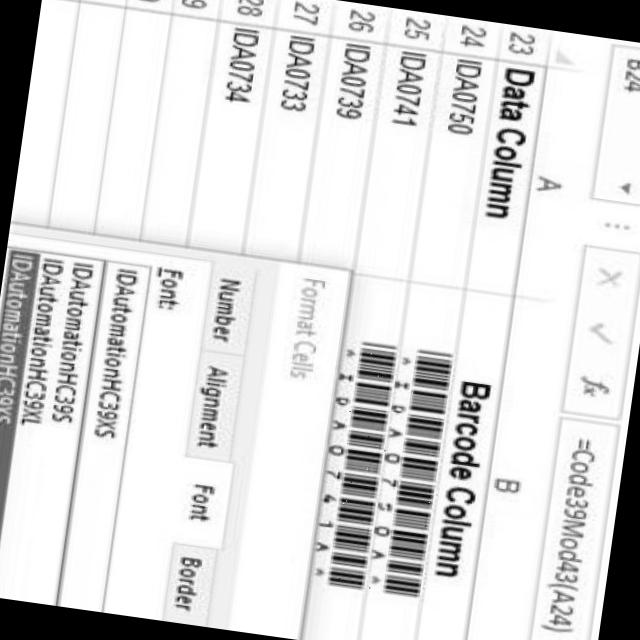 B24
=Code39Mod43(A24)
A B
23 Data Column Barcode Column
24 IDA0750
*IDA0750A*
25 IDA0741
*IDA0741A*
26 IDA0739
27 IDA0733
28 IDA0734
Format Cells
Number Alignment Font Border
Font:
IDAutomationHC39XS
IDAutomationHC39S
IDAutomationHC39XL
IDAutomationHC39XS